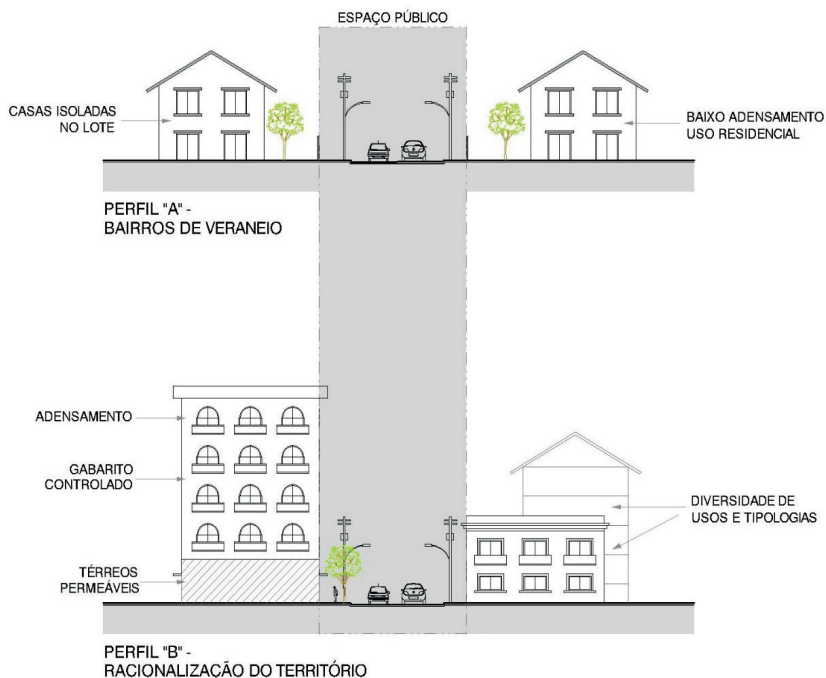 ESPAÇO PÚBLICO
CASAS ISOLADAS
NO LOTE
BAIXO ADENSAMENTO
USO RESIDENCIAL
PERFIL "A" -
BAIRROS DE VERANEIO
ADENSAMENTO
GABARITO
CONTROLADO
TÉRREOS
PERMEÁVEIS
DIVERSIDADE DE
USOS E TIPOLOGIAS
PERFIL "B" -
RACIONALIZAÇÃO DO TERRITÓRIO